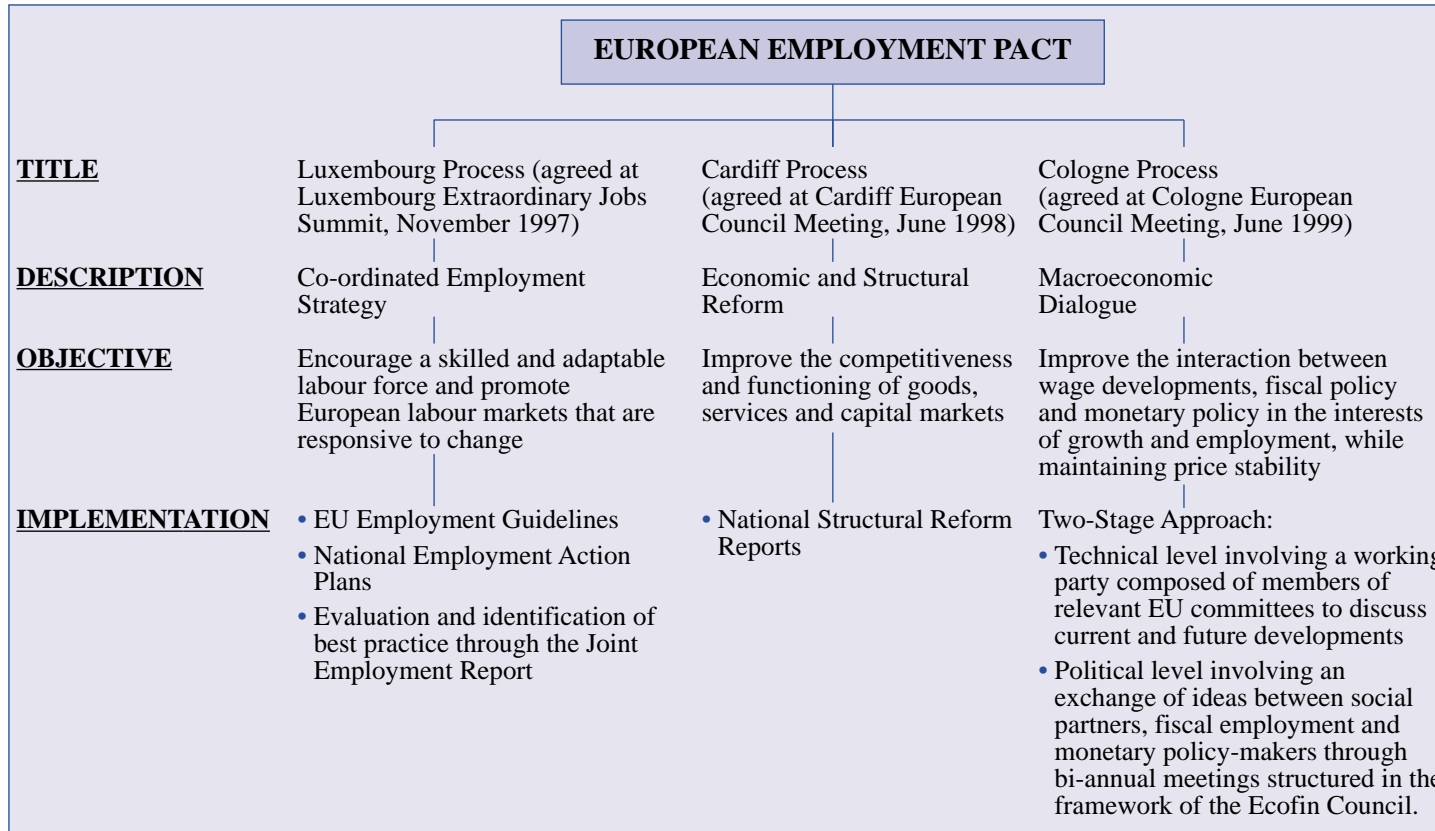 EUROPEAN EMPLOYMENT PACT
TITLE
Luxembourg Process (agreed at
Luxembourg Extraordinary Jobs
Summit, November 1997)
Cardiff Process
(agreed at Cardiff European
Council Meeting, June 1998)
Cologne Process
(agreed at Cologne European
Council Meeting, June 1999)
DESCRIPTION
Co-ordinated Employment
Strategy
Economic and Structural
Reform
Macroeconomic
Dialogue
OBJECTIVE
Encourage a skilled and adaptable
labour force and promote
European labour markets that are
responsive to change
Improve the competitiveness
and functioning of goods,
services and capital markets
Improve the interaction between
wage developments, fiscal policy
and monetary policy in the interests
of growth and employment, while
maintaining price stability
IMPLEMENTATION
• EU Employment Guidelines
• National Employment Action
Plans
• Evaluation and identification of
best practice through the Joint
Employment Report
• National Structural Reform
Reports
Two-Stage Approach:
• Technical level involving a working
party composed of members of
relevant EU committees to discuss
current and future developments
• Political level involving an
exchange of ideas between social
partners, fiscal employment and
monetary policy-makers through
bi-annual meetings structured in the
framework of the Ecofin Council.